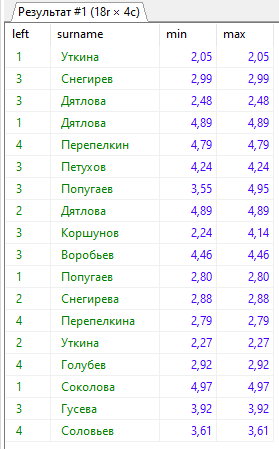 Результат #1 (18r × 4c)
left surname min max
1 Уткина 2,05 2,05
3 Снегирев 2,99 2,99
3 Дятлова 2,48 2,48
1 Дятлова 4,89 4,89
4 Перепелкин 4,79 4,79
3 Петухов 4,24 4,24
3 Попугаев 3,55 4,95
2 Дятлова 4,89 4,89
3 Коршунов 2,24 4,14
3 Воробьев 4,46 4,46
1 Попугаев 2,80 2,80
2 Снегирева 2,88 2,88
4 Перепелкина 2,79 2,79
2 Уткина 2,27 2,27
4 Голубев 2,92 2,92
1 Соколова 4,97 4,97
3 Гусева 3,92 3,92
4 Соловьев 3,61 3,61